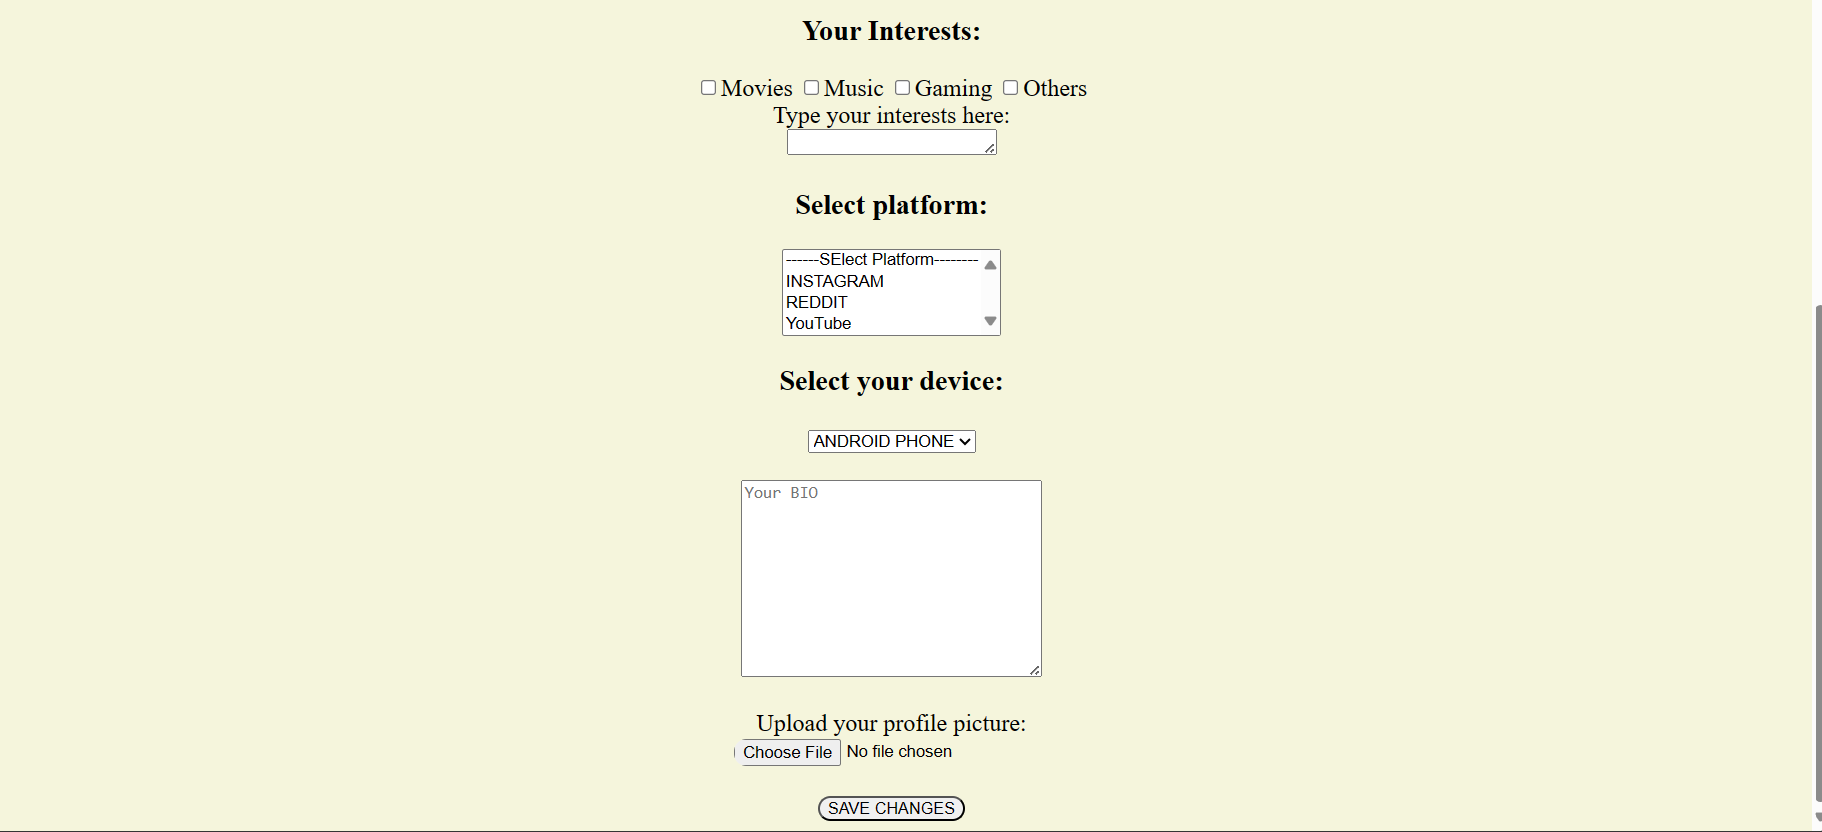 Your Interests:
Movies Music Gaming Others
Type your interests here:
Select platform:
------SElect Platform--------
INSTAGRAM
REDDIT
YouTube
Select your device:
ANDROID PHONE
Your BIO
Upload your profile picture:
Choose File No file chosen
SAVE CHANGES